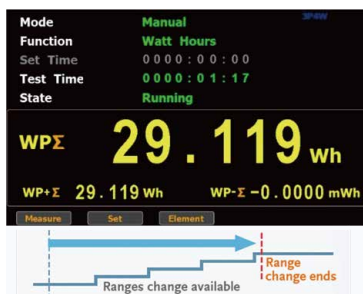 3P4W
Mode Manual
Function Watt Hours
Set Time 0000:00:00
Test Time 0000:01:17
State Running
WPΣ 29.119 Wh
WP+Σ 29.119 Wh WP-Σ -0.0000 mWh
Measure Set Element
Range
change ends
Ranges change available